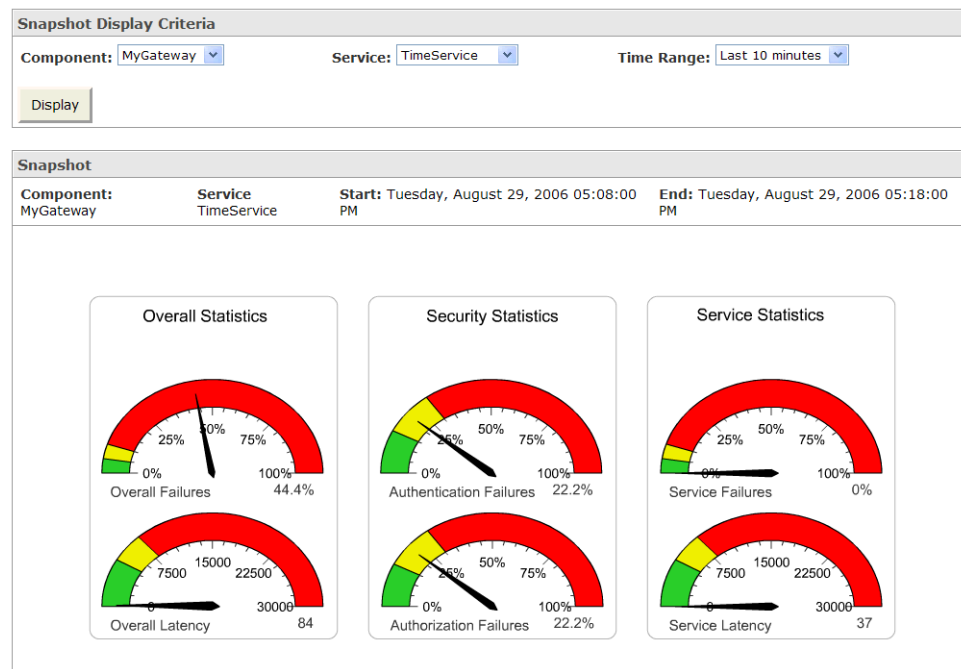 Snapshot Display Criteria
Component: MyGateway Service: TimeService Time Range: Last 10 minutes
Display
Snapshot
Component: Service Start: Tuesday, August 29, 2006 05:08:00 End: Tuesday, August 29, 2006 05:18:00
MyGateway TimeService PM PM
Overall Statistics
0% 25% 50% 75% 100%
Overall Failures 44.4%
0 7500 15000 22500 30000
Overall Latency 84
Security Statistics
0% 25% 50% 75% 100%
Authentication Failures 22.2%
0% 25% 50% 75% 100%
Authorization Failures 22.2%
Service Statistics
0% 25% 50% 75% 100%
Service Failures 0%
0 7500 15000 22500 30000
Service Latency 37